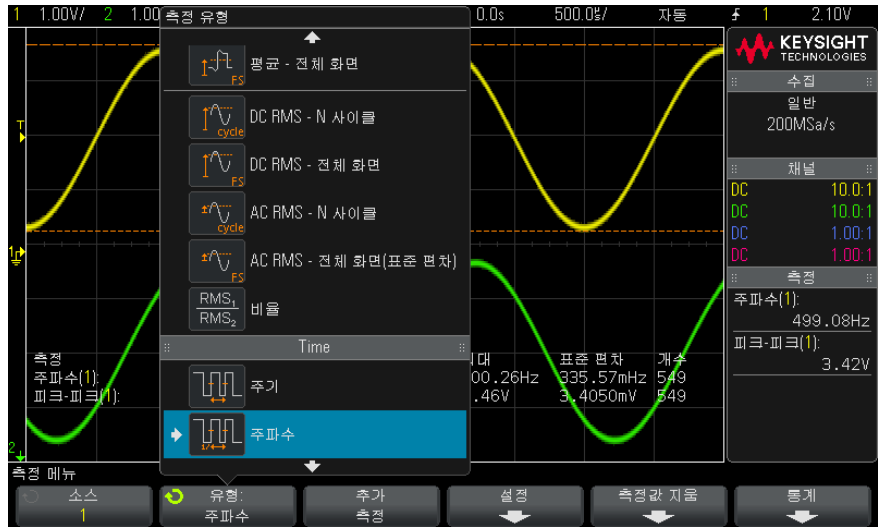 1 1.00V/ 2 1.00 0.0s 500.0㎲/ 자동 1 2.10V
측정 유형
평균 - 전체 화면
FS
DC RMS - N 사이클
cycle
DC RMS - 전체 화면
FS
AC RMS - N 사이클
cycle
AC RMS - 전체 화면(표준 편차)
FS
RMS₁
RMS₂
비율
Time
주기
주파수
1/
T
1
2
측정
주파수(1):
피크-피크(1):
대 표준 편차 개수
00.26Hz 335.57mHz 549
.46V 3.4050mV 549
KEYSIGHT
TECHNOLOGIES
수집
일반
200MSa/s
채널
DC 10.0:1
DC 10.0:1
DC 1.00:1
DC 1.00:1
측정
주파수(1):
499.08Hz
피크-피크(1):
3.42V
측정 메뉴
소스
1
유형:
주파수
추가
측정
설정
측정값 지움
통계